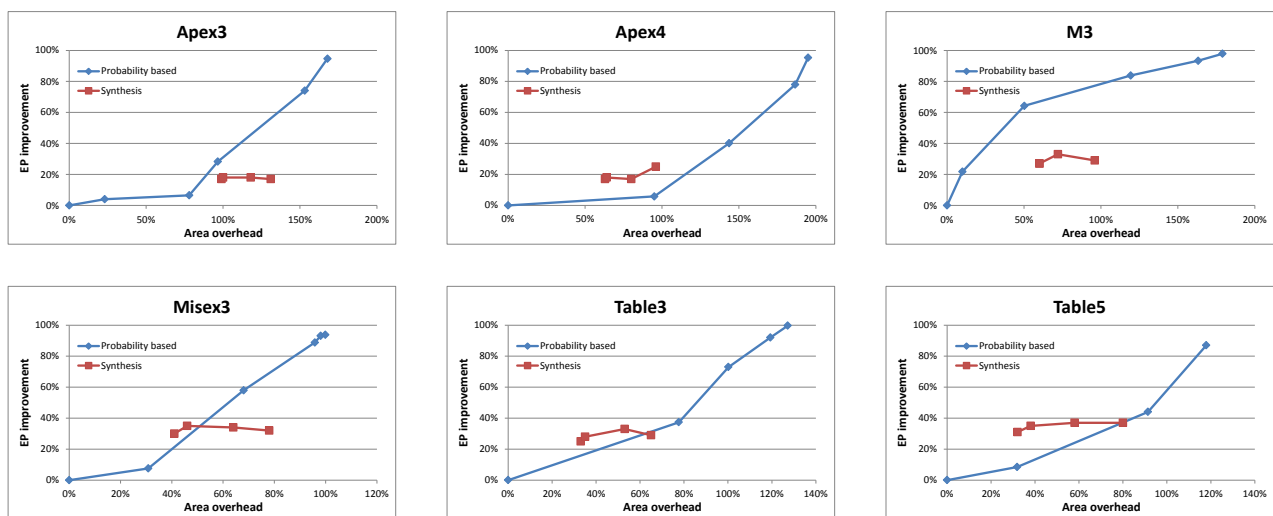 Apex3
100%
80%
60%
40%
20%
0%
EP improvement
Probability based
Synthesis
0% 50% 100% 150% 200%
Area overhead
Apex4
100%
80%
60%
40%
20%
0%
EP improvement
Probability based
Synthesis
0% 50% 100% 150% 200%
Area overhead
M3
100%
80%
60%
40%
20%
0%
EP improvement
Probability based
Synthesis
0% 50% 100% 150% 200%
Area overhead
Misex3
100%
80%
60%
40%
20%
0%
EP improvement
Probability based
Synthesis
0% 20% 40% 60% 80% 100% 120%
Area overhead
Table3
100%
80%
60%
40%
20%
0%
EP improvement
Probability based
Synthesis
0% 20% 40% 60% 80% 100% 120% 140%
Area overhead
Table5
100%
80%
60%
40%
20%
0%
EP improvement
Probability based
Synthesis
0% 20% 40% 60% 80% 100% 120% 140%
Area overhead